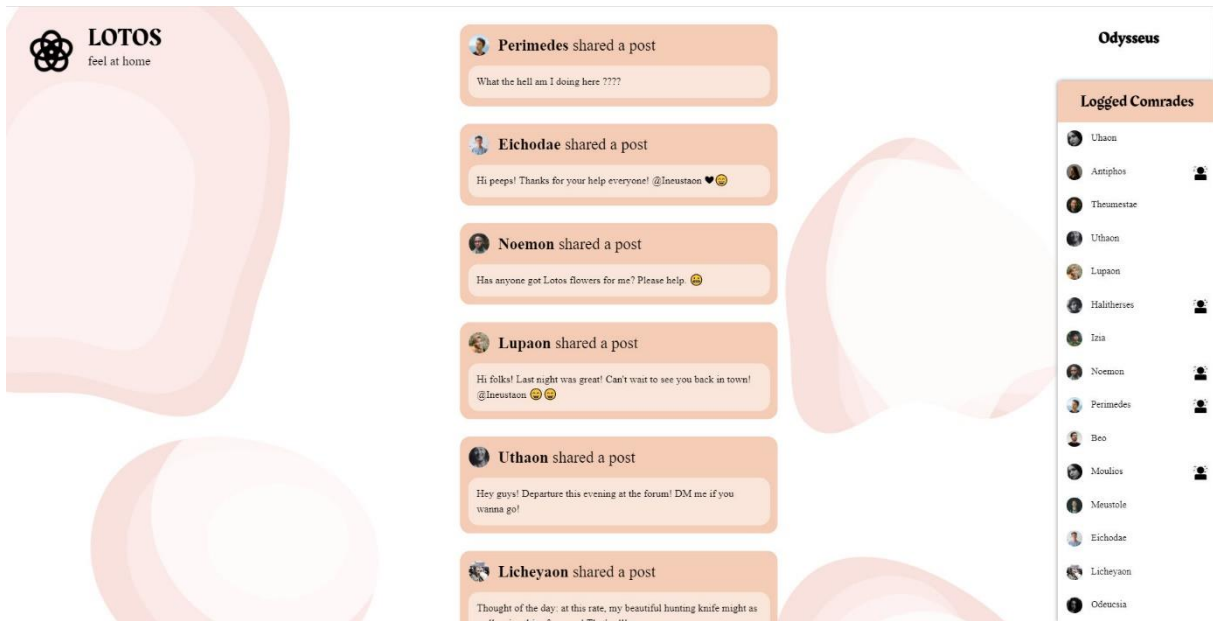 LOTOS
feel at home
Perimedes shared a post
What the hell am I doing here ????
Eichodae shared a post
Hi peeps! Thanks for your help everyone! @Ineustaon ♥😄
Noemon shared a post
Has anyone got Lotos flowers for me? Please help. 😬
Lupaon shared a post
Hi folks! Last night was great! Can't wait to see you back in town!
@Ineustaon 😄😄
Uthaon shared a post
Hey guys! Departure this evening at the forum! DM me if you
wanna go!
Licheyaon shared a post
Thought of the day: at this rate, my beautiful hunting knife might as
Odysseus
Logged Comrades
Uhaon
Antiphos
Theumestae
Uthaon
Lupaon
Halitherses
Izia
Noemon
Perimedes
Beo
Moulios
Meustole
Eichodae
Licheyaon
Odeucsia